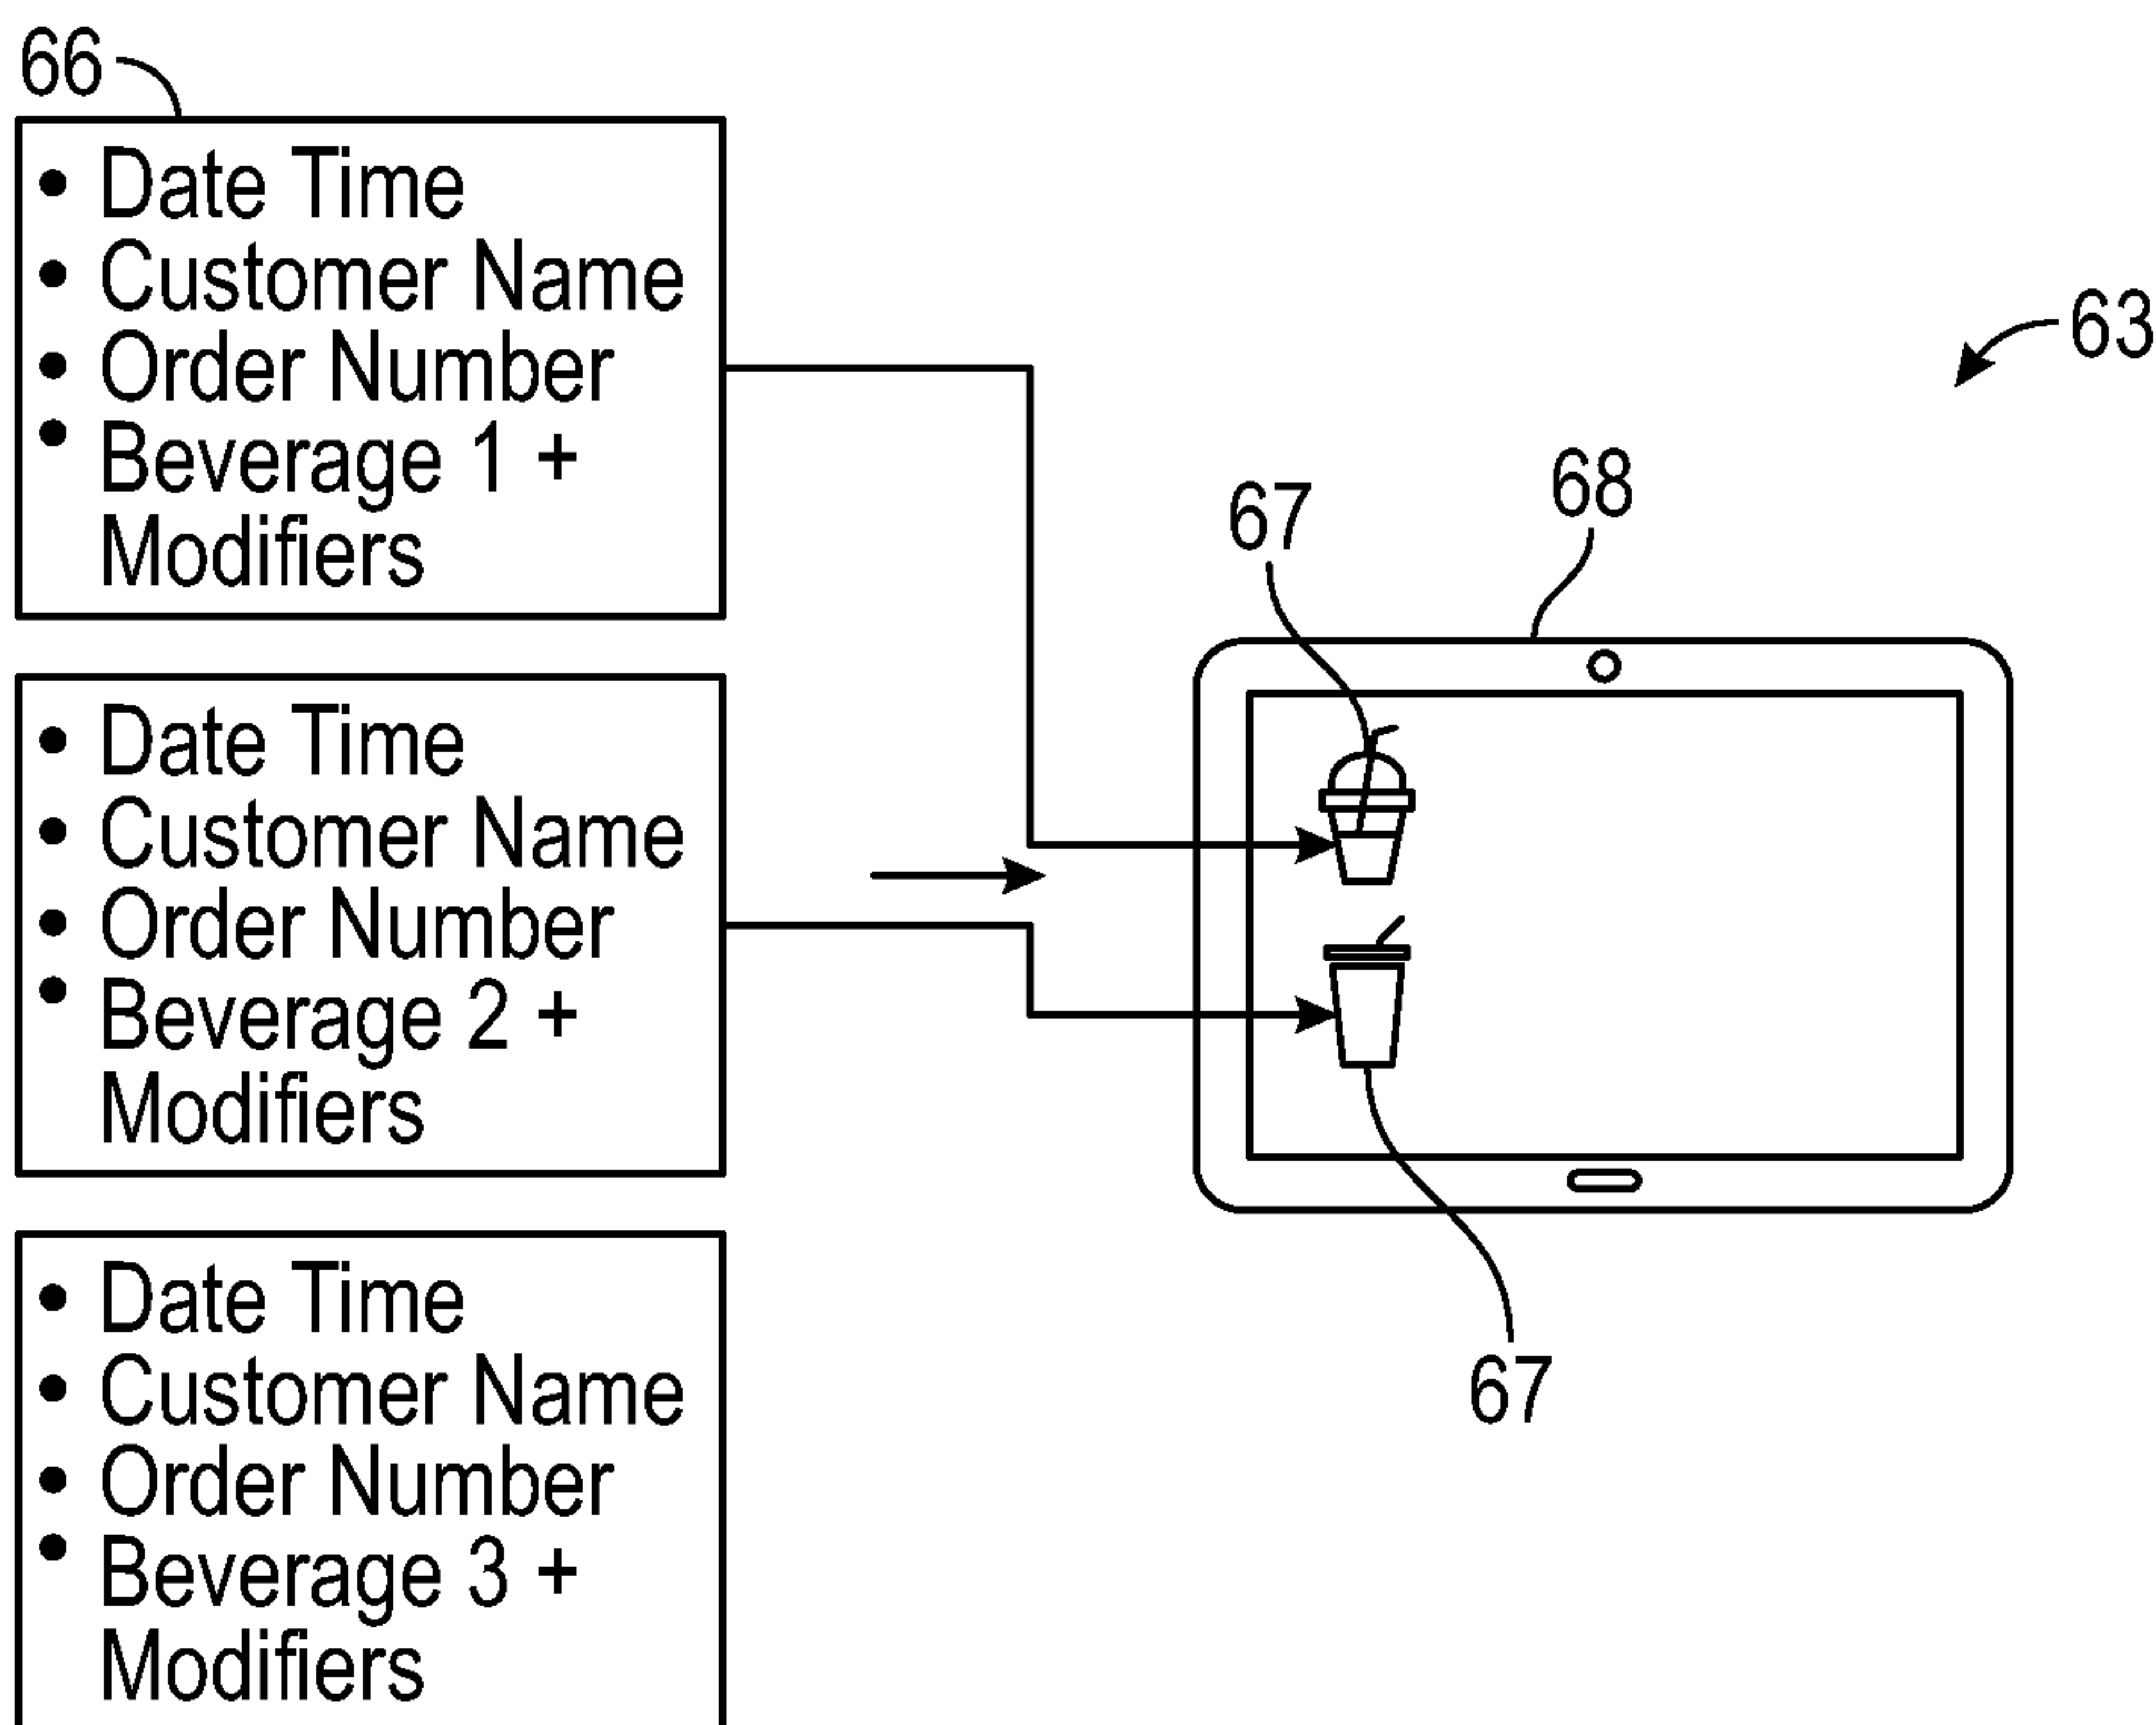 66
• Date Time
• Customer Name
• Order Number
• Beverage 1 +
Modifiers
63
67
68
• Date Time
• Customer Name
• Order Number
• Beverage 2 +
Modifiers
67
• Date Time
• Customer Name
• Order Number
• Beverage 3 +
Modifiers